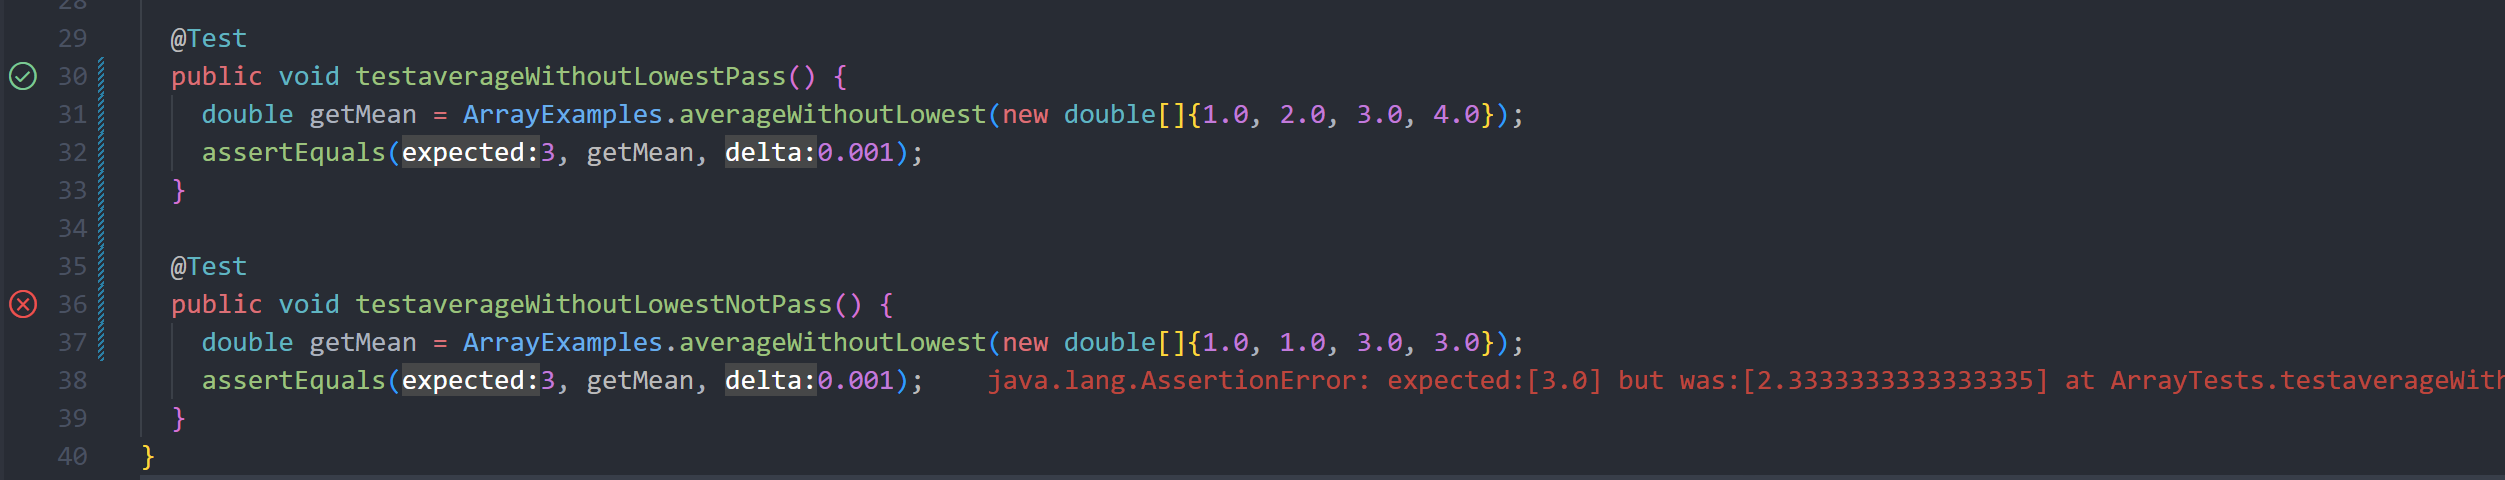 28
29 @Test
30 public void testaverageWithoutLowestPass() {
31 double getMean = ArrayExamples.averageWithoutLowest(new double[]{1.0, 2.0, 3.0, 4.0});
32 assertEquals(expected:3, getMean, delta:0.001);
33 }
34
35 @Test
36 public void testaverageWithoutLowestNotPass() {
37 double getMean = ArrayExamples.averageWithoutLowest(new double[]{1.0, 1.0, 3.0, 3.0});
38 assertEquals(expected:3, getMean, delta:0.001); java.lang.AssertionError: expected:[3.0] but was:[2.3333333333333335] at ArrayTests.testaverageWith
39 }
40 }